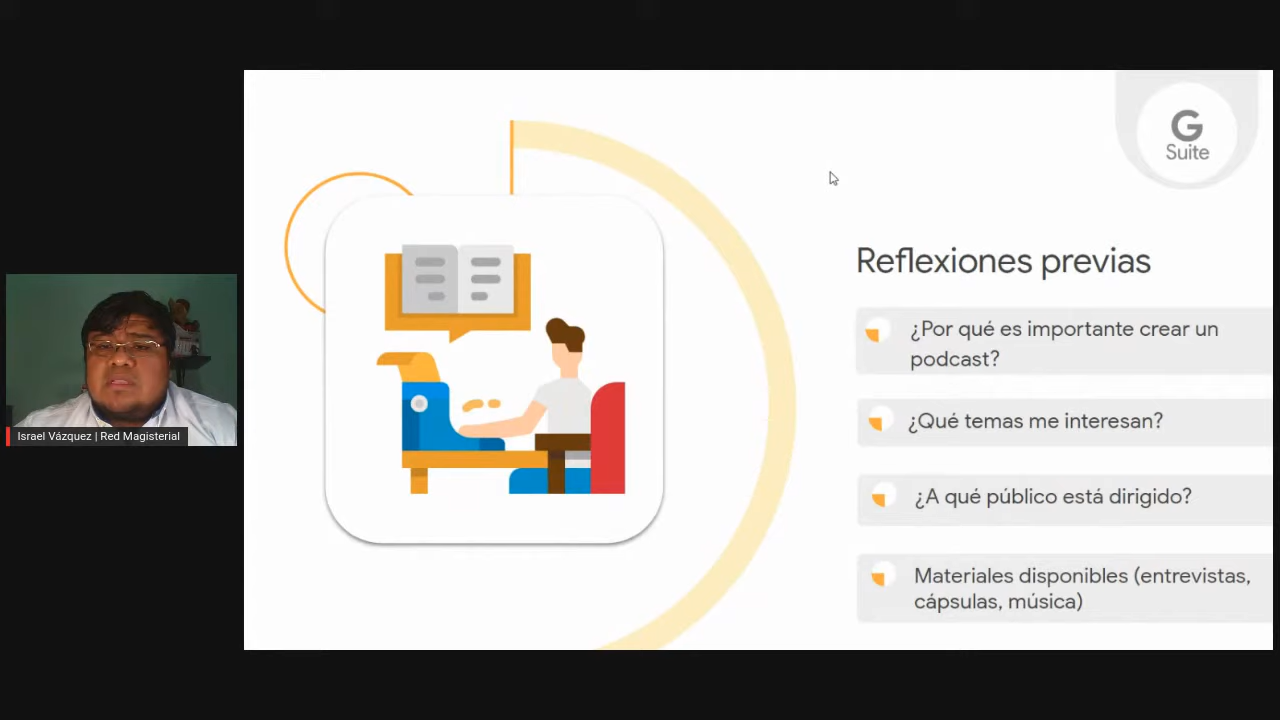 G
Suite
Reflexiones previas
¿Por qué es importante crear un
podcast?
¿Qué temas me interesan?
¿A qué público está dirigido?
Materiales disponibles (entrevistas,
cápsulas, música)
Israel Vázquez | Red Magisterial